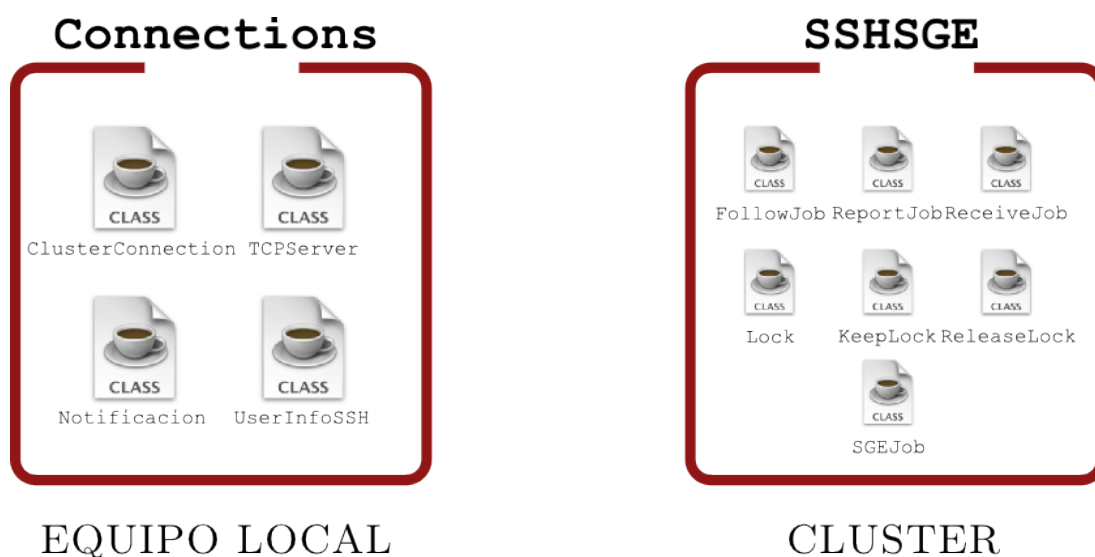 Connections
CLASS
CLASS
ClusterConnection TCPServer
CLASS
CLASS
Notificacion UserInfoSSH
EQUIPO LOCAL
SSHSGE
CLASS
CLASS
CLASS
FollowJob ReportJob ReceiveJob
CLASS
CLASS
CLASS
Lock KeepLock ReleaseLock
CLASS
SGEJob
CLUSTER